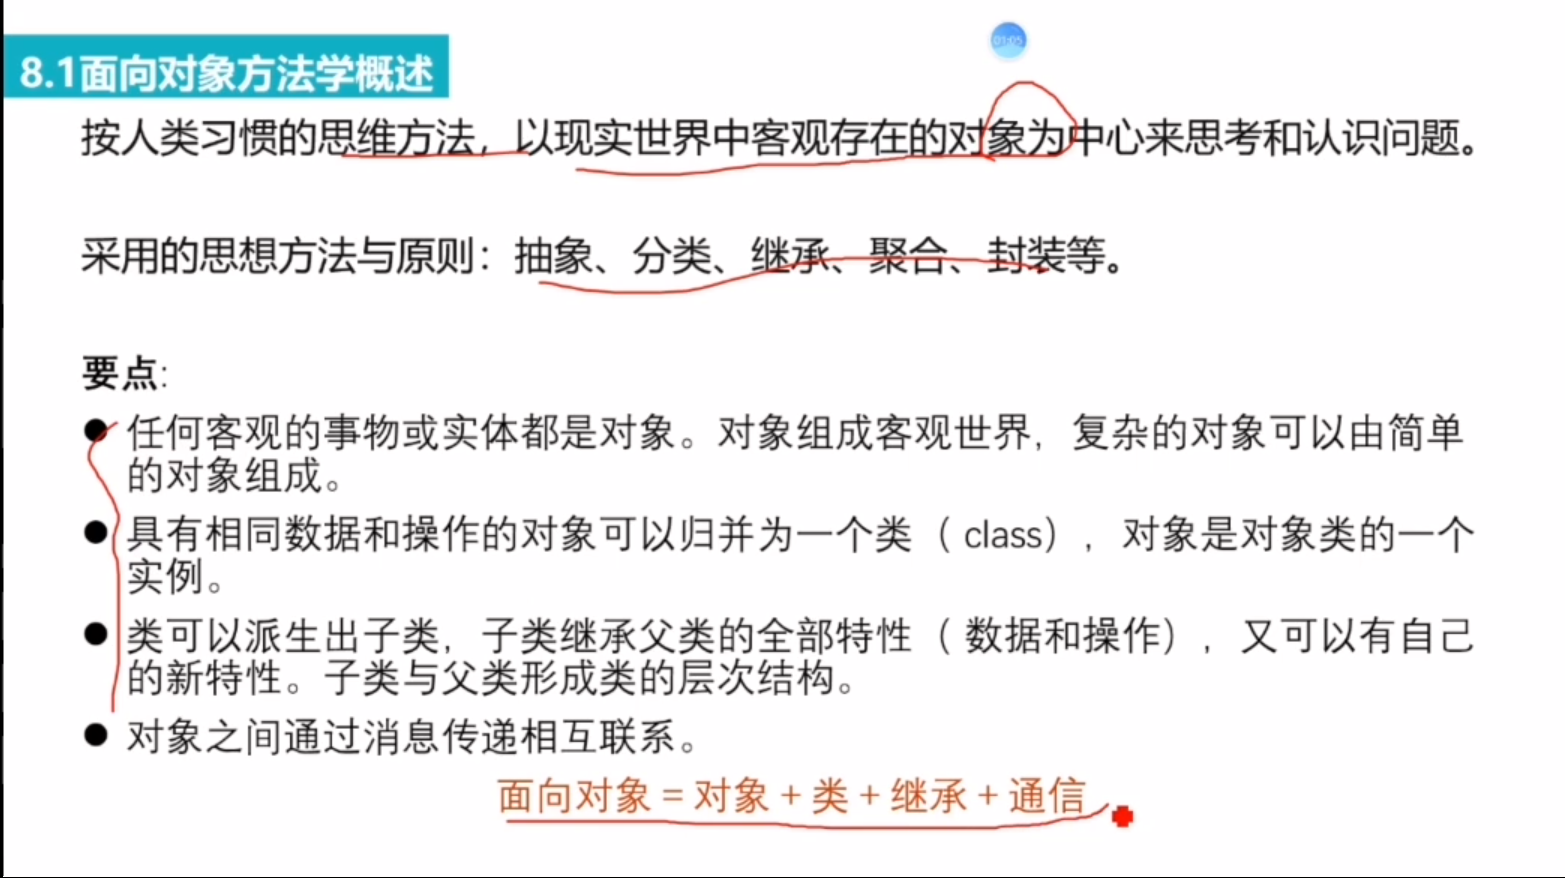 01:05
8.1面向对象方法学概述
按人类习惯的思维方法，以现实世界中客观存在的对象为中心来思考和认识问题。
采用的思想方法与原则：抽象、分类、继承、聚合、封装等。
要点:
● 任何客观的事物或实体都是对象。对象组成客观世界，复杂的对象可以由简单
的对象组成。
● 具有相同数据和操作的对象可以归并为一个类（ class），对象是对象类的一个
实例。
● 类可以派生出子类，子类继承父类的全部特性（ 数据和操作），又可以有自己
的新特性。子类与父类形成类的层次结构。
● 对象之间通过消息传递相互联系。
面向对象 = 对象 + 类 + 继承 + 通信